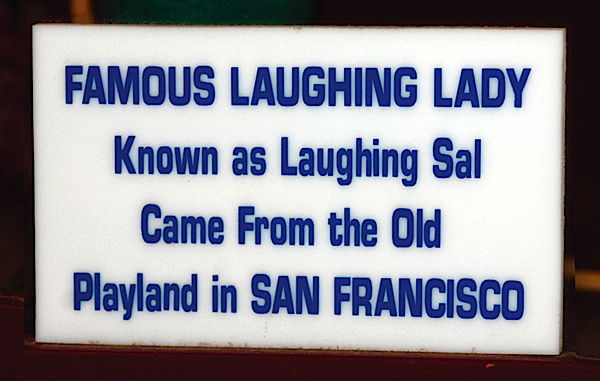 FAMOUS LAUGHING LADY
Known as Laughing Sal
Came From the Old
Playland in SAN FRANCISCO